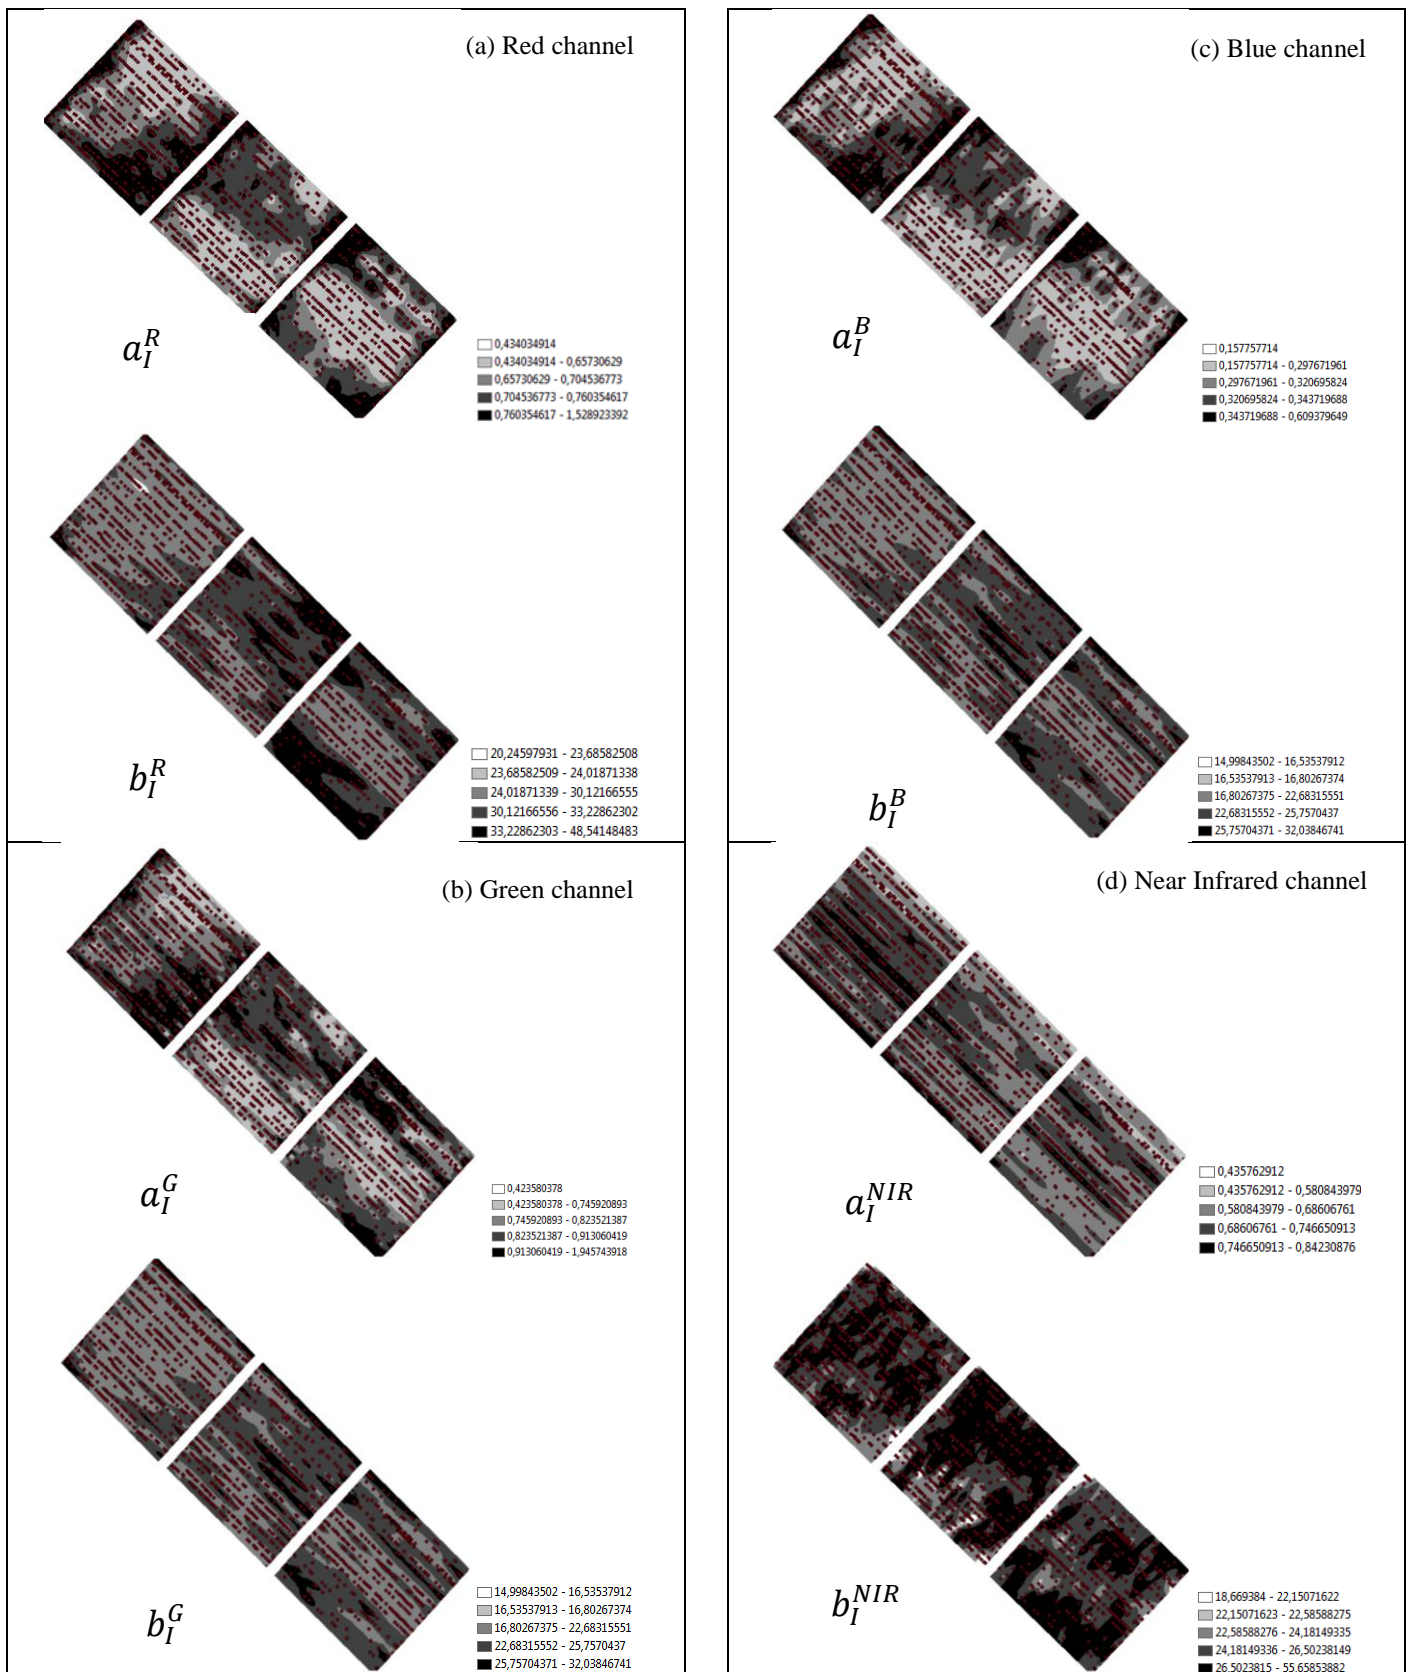 (a) Red channel
a_I^R
0,434034914
0,434034914 - 0,65730629
0,65730629 - 0,704536773
0,704536773 - 0,760354617
0,760354617 - 1,528923392
b_I^R
20,24597931 - 23,68582508
23,68582509 - 24,01871338
24,01871339 - 30,12166555
30,12166556 - 33,22862302
33,22862303 - 48,54148483
(c) Blue channel
a_I^B
0,157757714
0,157757714 - 0,297671961
0,297671961 - 0,320695824
0,320695824 - 0,343719688
0,343719688 - 0,609379649
b_I^B
14,99843502 - 16,53537912
16,53537913 - 16,80267374
16,80267375 - 22,68315551
22,68315552 - 25,7570437
25,75704371 - 32,03846741
(b) Green channel
a_I^G
0,423580378
0,423580378 - 0,745920893
0,745920893 - 0,823521387
0,823521387 - 0,913060419
0,913060419 - 1,945743918
b_I^G
14,99843502 - 16,53537912
16,53537913 - 16,80267374
16,80267375 - 22,68315551
22,68315552 - 25,7570437
25,75704371 - 32,03846741
(d) Near Infrared channel
a_I^{NIR}
0,435762912
0,435762912 - 0,580843979
0,580843979 - 0,68606761
0,68606761 - 0,746650913
0,746650913 - 0,84230876
b_I^{NIR}
18,669384 - 22,15071622
22,15071623 - 22,58588275
22,58588276 - 24,18149335
24,18149336 - 26,50238149
26,5023815 - 55,65853882